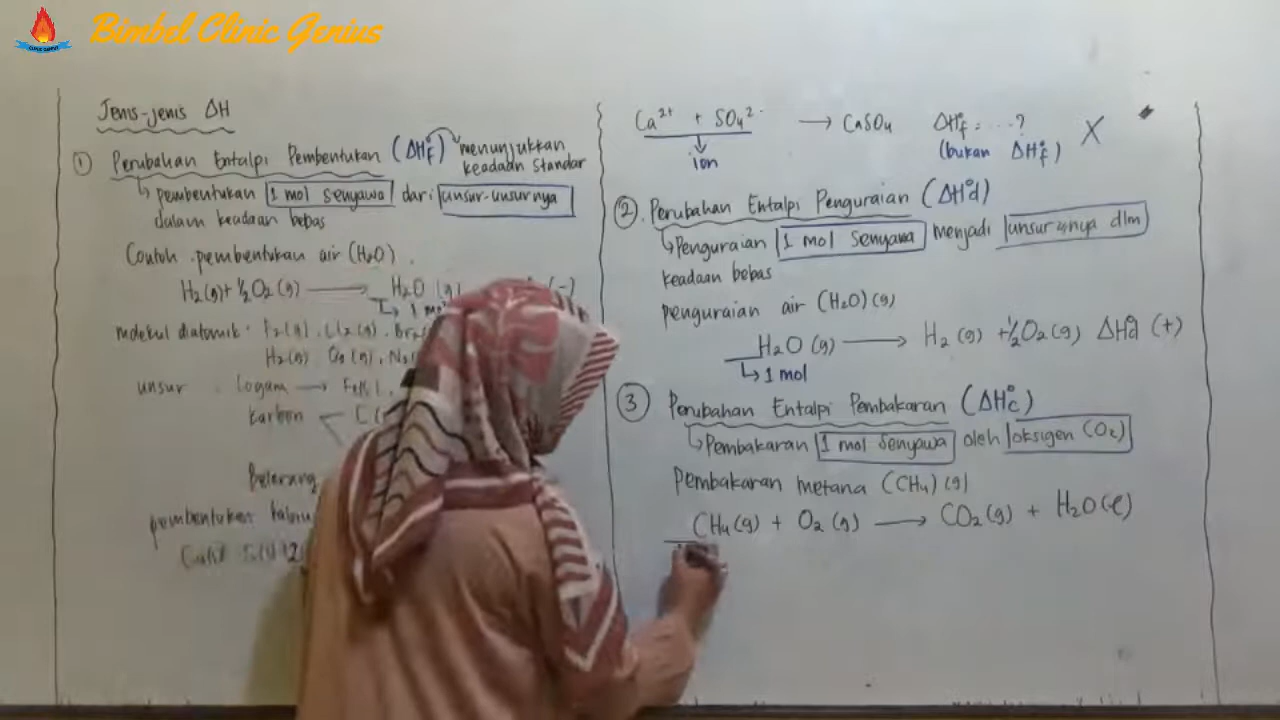 Bimbel Clinic Genius
Jenis-jenis ΔH
① Perubahan Entalpi Pembentukan (ΔH°f) menunjukkan
keadaan standar
↳ pembentukan 1 mol senyawa dari unsur-unsurnya
dalam keadaan bebas
Contoh pembentukan air (H₂O).
H₂(g) + ½O₂(g) → H₂O (g) (-)
↳ 1
molekul diatomik : F₂(g), Cl₂(g),
H₂(g)
unsur logam →
karbon
Belerang
pembentukan
Ca²⁺ + SO₄²⁻ → CaSO₄ ΔH°f = ...? X
ion (bukan ΔH°f)
② Perubahan Entalpi Penguraian (ΔH°d)
↳ Penguraian 1 mol senyawa menjadi unsur²nya dlm
keadaan bebas
penguraian air (H₂O)(g)
H₂O (g) → H₂ (g) + ½O₂(g) ΔH°d (+)
↳ 1 mol
③ Perubahan Entalpi Pembakaran (ΔH°c)
↳ Pembakaran 1 mol senyawa oleh oksigen (O₂)
Pembakaran metana (CH₄)(g)
CH₄(g) + O₂ (g) → CO₂(g) + H₂O(ℓ)